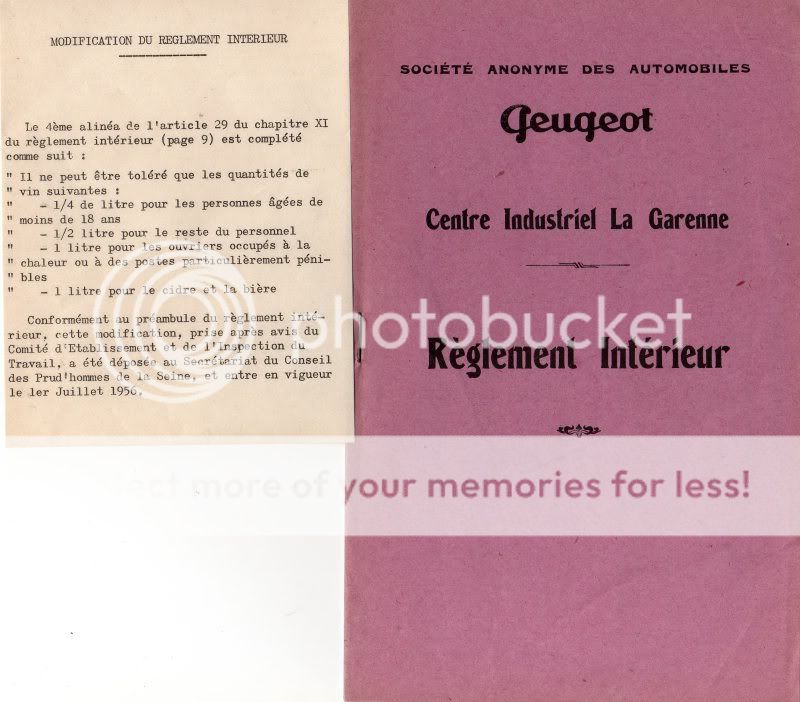 MODIFICATION DU REGLEMENT INTERIEUR
Le 4ème alinéa de l'article 29 du chapitre XI
du règlement intérieur (page 9) est complété
comme suit :
" Il ne peut être toléré que les quantités de
" vin suivantes :
" - 1/4 de litre pour les personnes âgées de
" moins de 18 ans
" - 1/2 litre pour le reste du personnel
" - 1 litre pour les ouvriers occupés à la
" chaleur ou à des postes particulièrement péni-
" bles
" - 1 litre pour le cidre et la bière
Conformément au préambule du règlement inté-
rieur, cette modification, prise après avis du
Comité d'Etablissement et de l'Inspection du
Travail, a été déposée au Secrétariat du Conseil
des Prud'hommes de la Seine, et entre en vigueur
le 1er Juillet 1956.
SOCIÉTÉ ANONYME DES AUTOMOBILES
Peugeot
Centre Industriel La Garenne
Règlement Intérieur
photobucket
more of your memories for less!